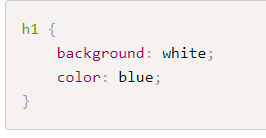 h1 {
    background: white;
    color: blue;
}